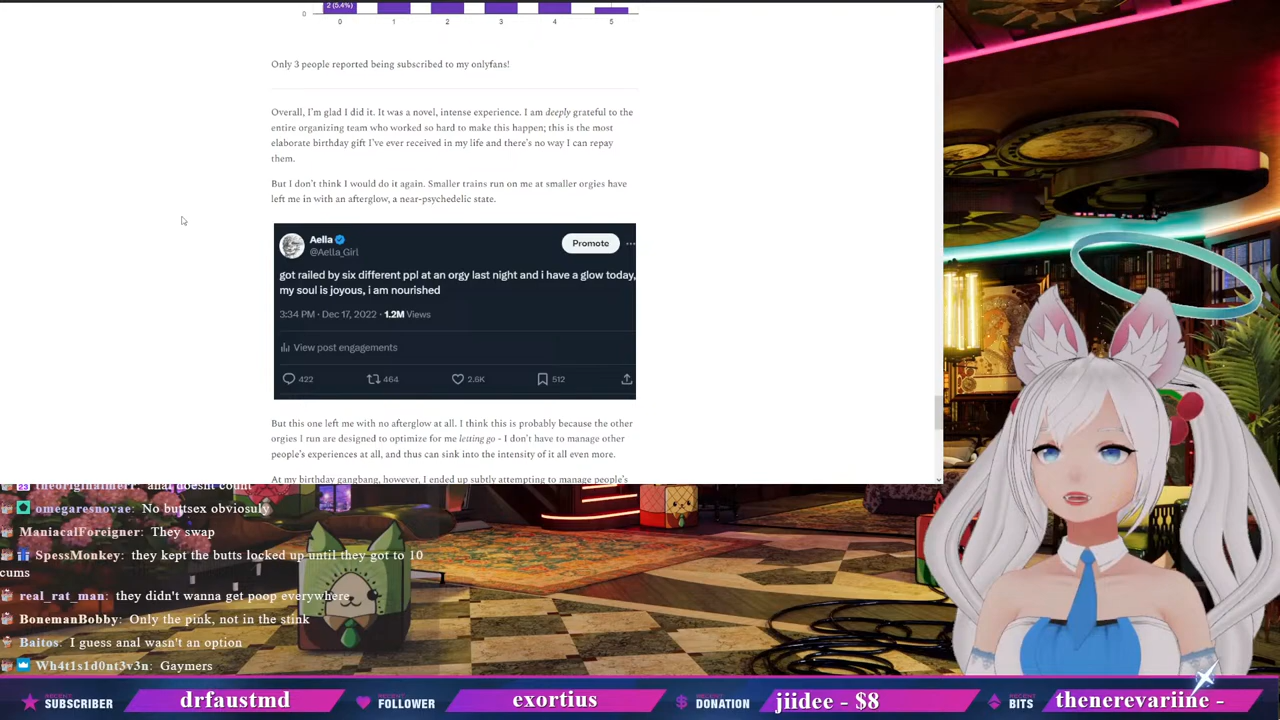 2 (5.4%)
0
0 1 2 3 4 5
Only 3 people reported being subscribed to my onlyfans!
Overall, I'm glad I did it. It was a novel, intense experience. I am deeply grateful to the
entire organizing team who worked so hard to make this happen; this is the most
elaborate birthday gift I've ever received in my life and there's no way I can repay
them.
But I don't think I would do it again. Smaller trains run on me at smaller orgies have
left me in with an afterglow, a near-psychedelic state.
Aella
@Aella_Girl
Promote
got railed by six different ppl at an orgy last night and i have a glow today,
my soul is joyous, i am nourished
3:34 PM · Dec 17, 2022 · 1.2M Views
View post engagements
422 464 2.6K 512
But this one left me with no afterglow at all. I think this is probably because the other
orgies I run are designed to optimize for me letting go - I don't have to manage other
people's experiences at all, and thus can sink into the intensity of it all even more.
At my birthday gangbang, however, I ended up subtly attempting to manage people's
omegaresnovae: No buttsex obviosuly
ManiacalForeigner: They swap
SpessMonkey: they kept the butts locked up until they got to 10
cums
real_rat_man: they didn't wanna get poop everywhere
BonemanBobby: Only the pink, not in the stink
Baitos: I guess anal wasn't an option
Wh4t1s1d0nt3v3n: Gaymers
RECENT SUBSCRIBER drfaustmd
RECENT FOLLOWER exortius
RECENT DONATION jiidee - $8
RECENT BITS thenerevariine -